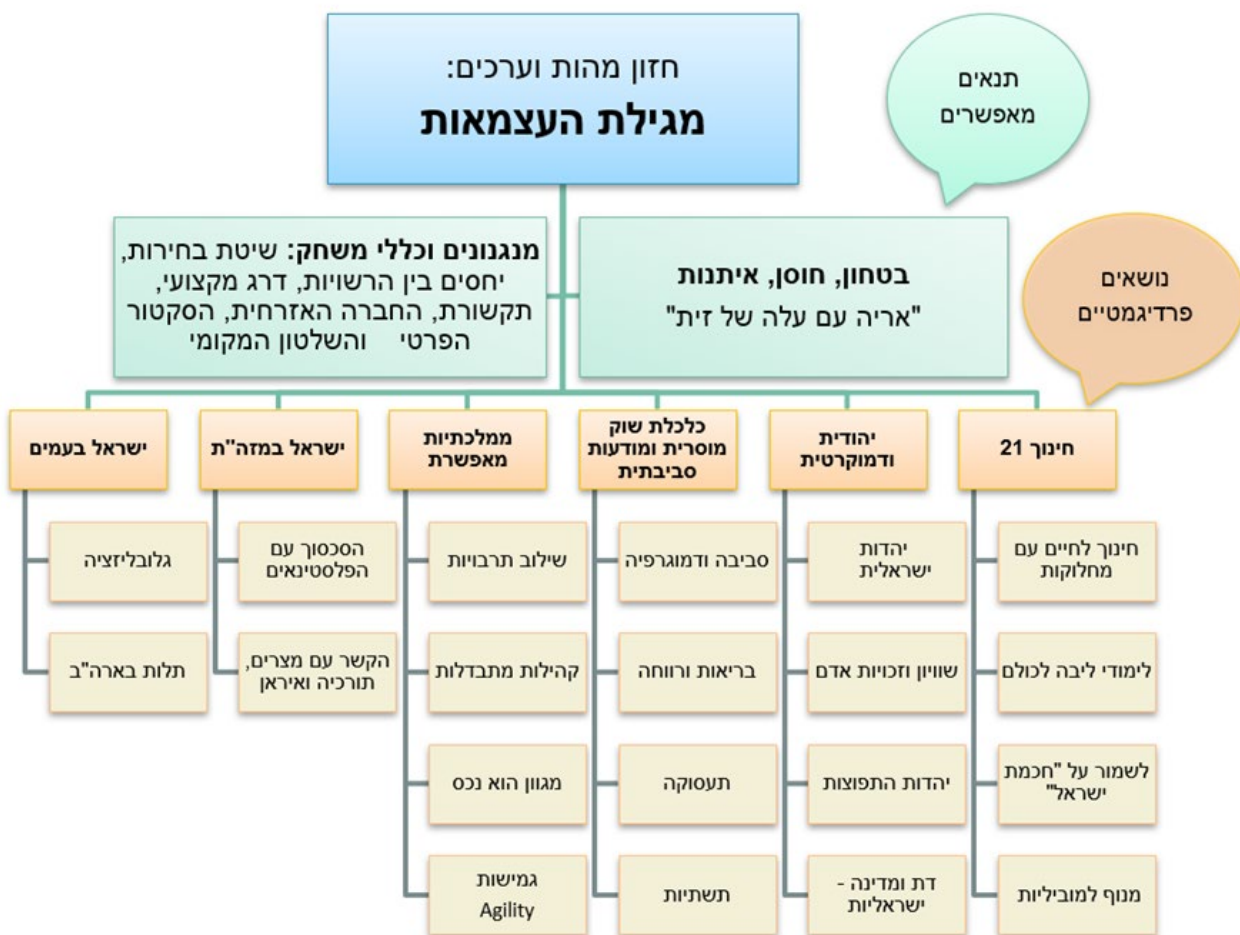 חזון מהות וערכים:
מגילת העצמאות
תנאים
מאפשרים
בטחון, חוסן, איתנות
"אריה עם עלה של זית"
מנגנונים וכללי משחק: שיטת בחירות,
יחסים בין הרשויות, דרג מקצועי,
תקשורת, החברה האזרחית, הסקטור
הפרטי והשלטון המקומי
נושאים
פרדיגמטיים
חינוך 21
חינוך לחיים עם
מחלוקות
לימודי ליבה לכולם
לשמור על "חכמת
ישראל"
מנוף למוביליות
יהודית
ודמוקרטית
יהדות
ישראלית
שוויון וזכויות אדם
יהדות התפוצות
דת ומדינה -
ישראליות
כלכלת שוק
מוסרית ומודעות
סביבתית
סביבה ודמוגרפיה
בריאות ורווחה
תעסוקה
תשתיות
ממלכתיות
מאפשרת
שילוב תרבויות
קהילות מתבדלות
מגוון הוא נכס
גמישות
Agility
ישראל במזה"ת
הסכסוך עם
הפלסטינאים
הקשר עם מצרים,
תורכיה ואיראן
ישראל בעמים
גלובליזציה
תלות בארה"ב